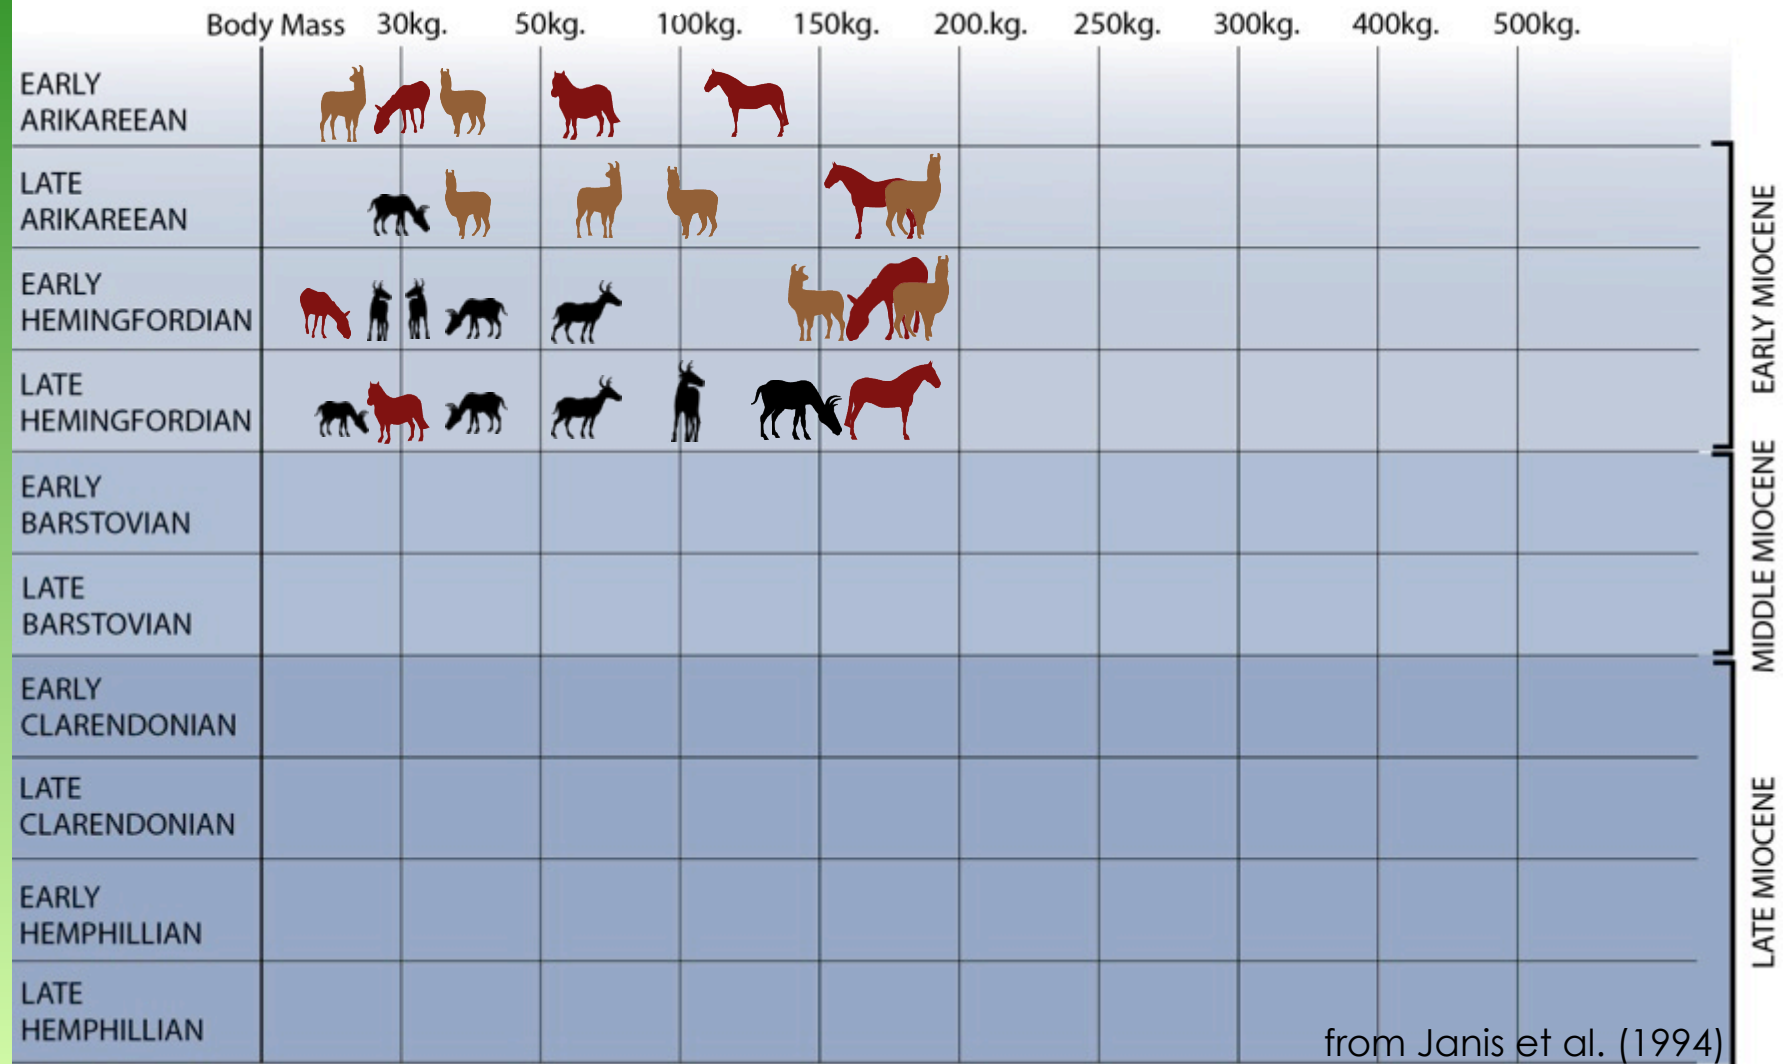 Body Mass 30kg. 50kg. 100kg. 150kg. 200.kg. 250kg. 300kg. 400kg. 500kg.
EARLY
ARIKAREEAN
LATE
ARIKAREEAN
EARLY
HEMINGFORDIAN
LATE
HEMINGFORDIAN
EARLY
BARSTOVIAN
LATE
BARSTOVIAN
EARLY
CLARENDONIAN
LATE
CLARENDONIAN
EARLY
HEMPHILLIAN
LATE
HEMPHILLIAN
EARLY MIOCENE
MIDDLE MIOCENE
LATE MIOCENE
from Janis et al. (1994)